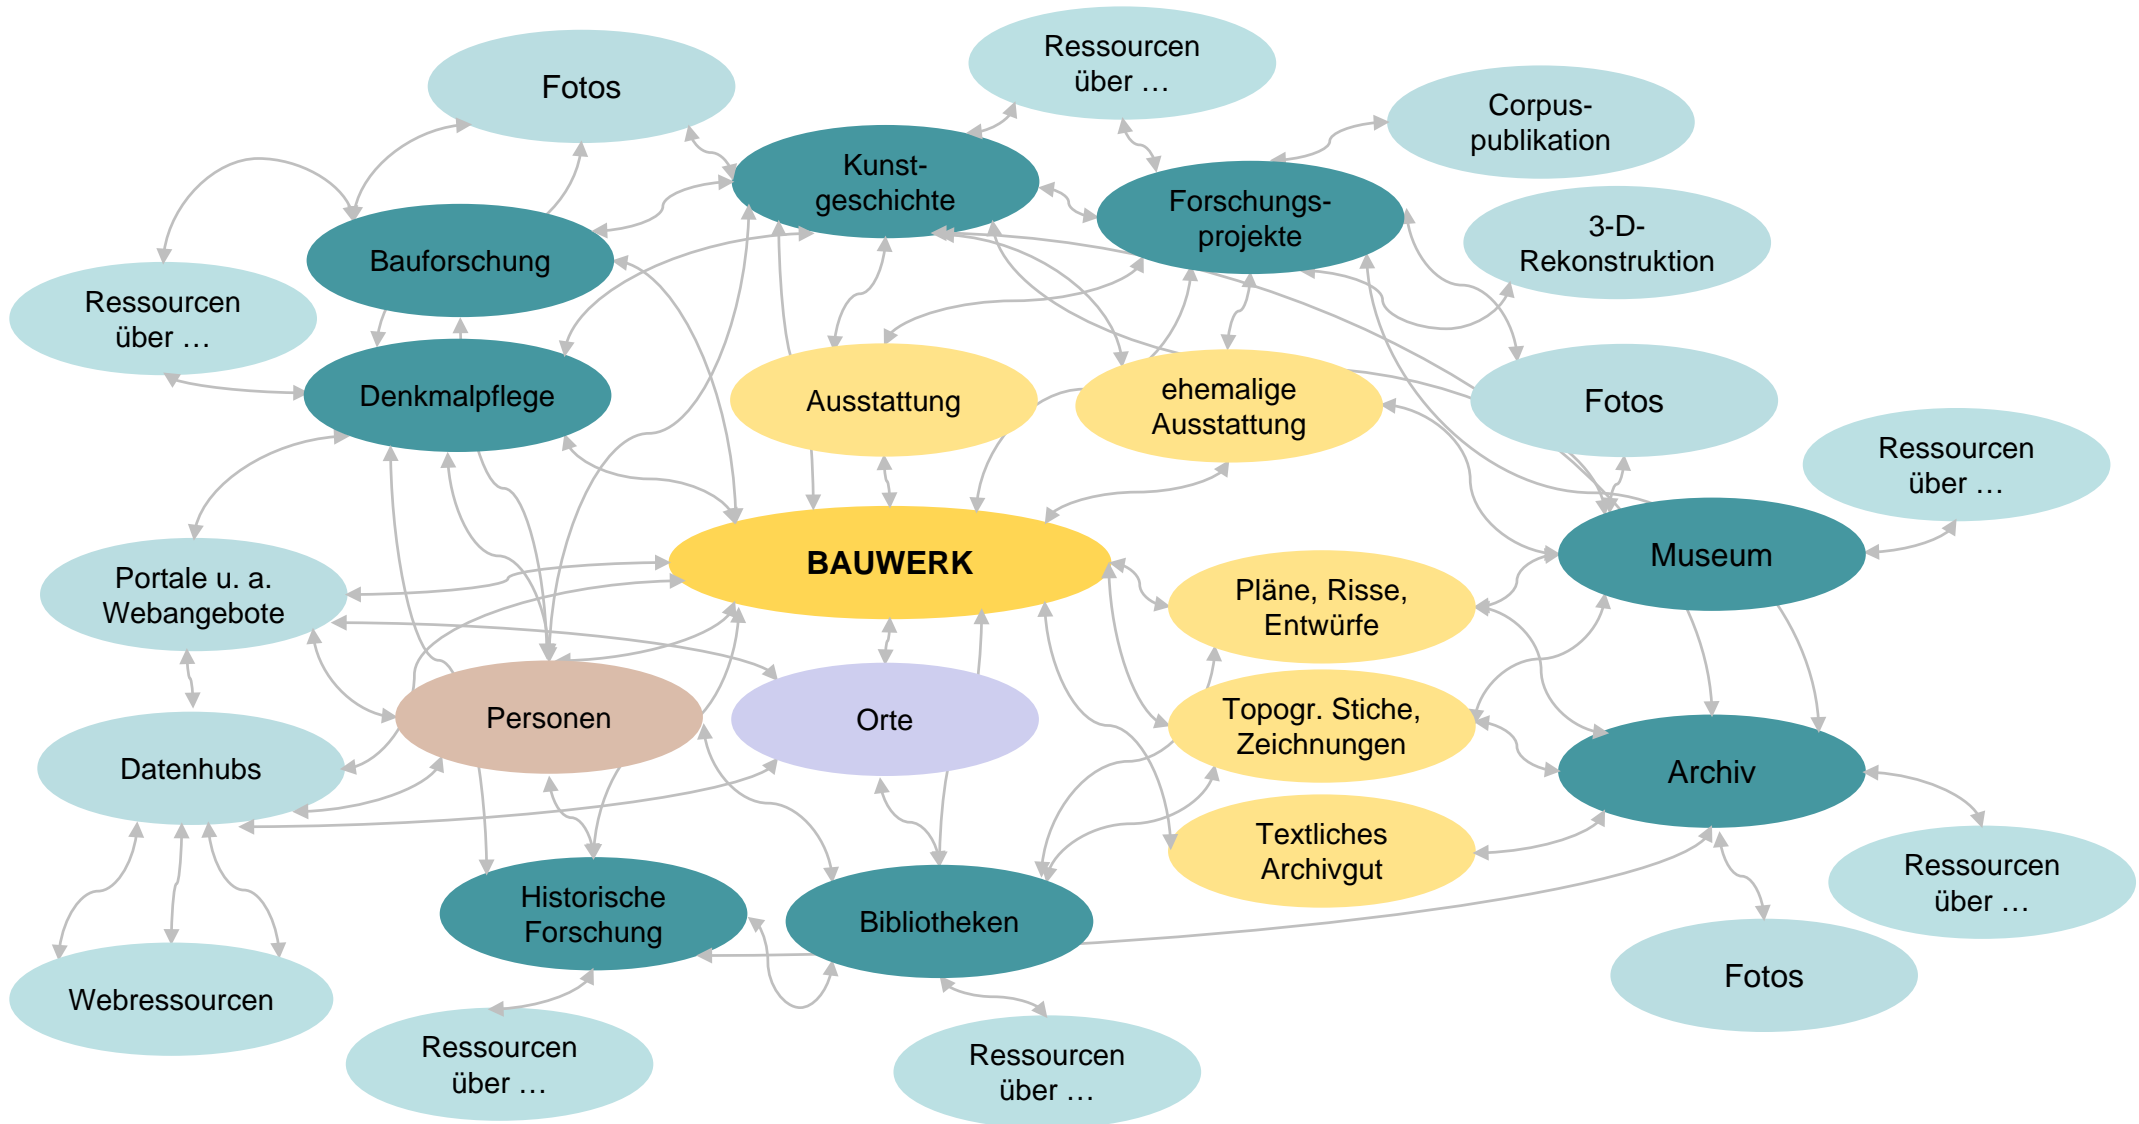 Ressourcen
über …
Fotos
Corpus-
publikation
Kunst-
geschichte
Forschungs-
projekte
3-D-
Rekonstruktion
Bauforschung
Ressourcen
über …
Denkmalpflege
Ausstattung
ehemalige
Ausstattung
Fotos
Ressourcen
über …
BAUWERK
Museum
Portale u. a.
Webangebote
Pläne, Risse,
Entwürfe
Personen
Orte
Topogr. Stiche,
Zeichnungen
Datenhubs
Archiv
Textliches
Archivgut
Ressourcen
über …
Historische
Forschung
Bibliotheken
Fotos
Webressourcen
Ressourcen
über …
Ressourcen
über …